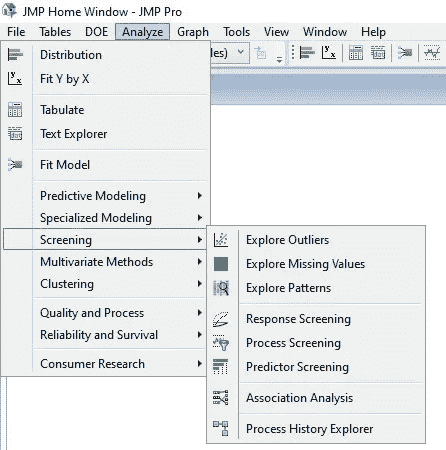 JMP Home Window - JMP Pro
File Tables DOE Analyze Graph Tools View Window Help
les)
Distribution
Fit Y by X
Tabulate
Text Explorer
Fit Model
Predictive Modeling
Specialized Modeling
Screening
Multivariate Methods
Clustering
Quality and Process
Reliability and Survival
Consumer Research
Explore Outliers
Explore Missing Values
Explore Patterns
Response Screening
Process Screening
Predictor Screening
Association Analysis
Process History Explorer